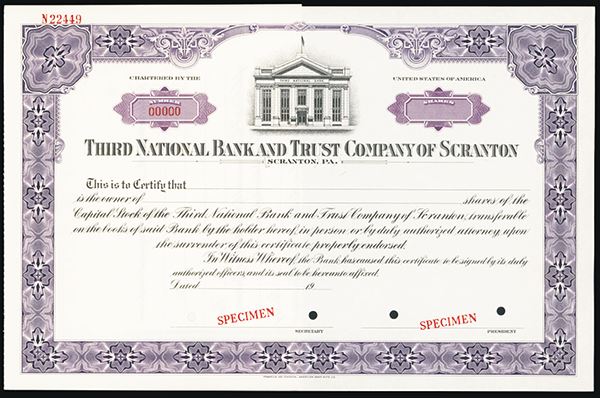 N22449
CHARTERED BY THE
UNITED STATES OF AMERICA
THIRD NATIONAL BANK
NUMBER
00000
SHARES
THIRD NATIONAL BANK AND TRUST COMPANY OF SCRANTON
SCRANTON, PA.
This is to Certify that
is the owner of shares of the
Capital Stock of the Third National Bank and Trust Company of Scranton, transferable
on the books of said Bank by the holder hereof, in person or by duly authorized attorney, upon
the surrender of this certificate properly endorsed.
In Witness Whereof, the Bank has caused this certificate to be signed by its duly
authorized officers, and its seal to be hereunto affixed.
Dated 19
SPECIMEN SPECIMEN
SECRETARY PRESIDENT